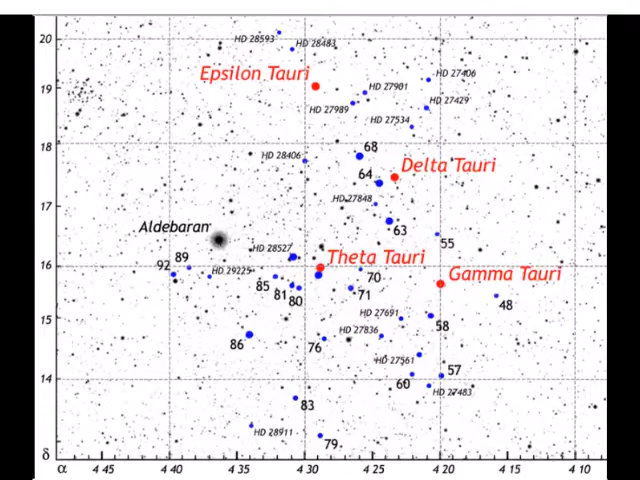 20
HD 28593
HD 28483
Epsilon Tauri
HD 27406
19
HD 27901
HD 27989
HD 27429
HD 27534
18
68
HD 28406
Delta Tauri
64
17
HD 27848
Aldebaran
63
HD 28527
55
Theta Tauri
16
92
89
HD 29225
70
Gamma Tauri
85
81
80
71
48
15
HD 27691
58
HD 27836
86
76
HD 27561
14
60
57
HD 27483
83
HD 28911
79
δ
α
4 45
4 40
4 35
4 30
4 25
4 20
4 15
4 10